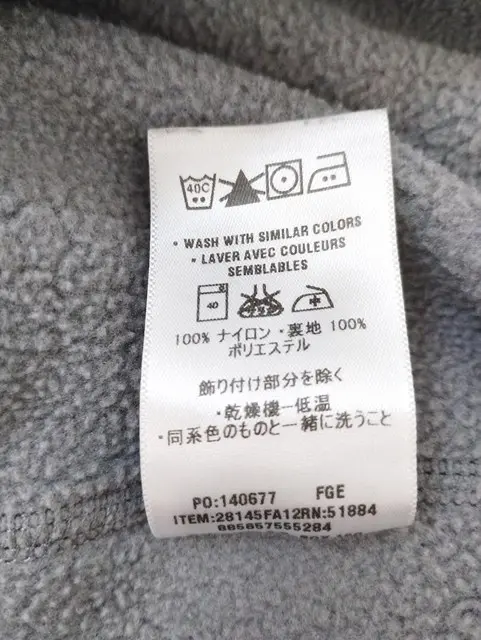 40C
• WASH WITH SIMILAR COLORS
• LAVER AVEC COULEURS
SEMBLABLES
40 中
100% ナイロン・裏地 100%
ポリエステル
飾り付け部分を除く
・乾燥機ー低温
・同系色のものと一緒に洗うこと
PO:140677 FGE
ITEM:28145FA12RN:51884
885857555284